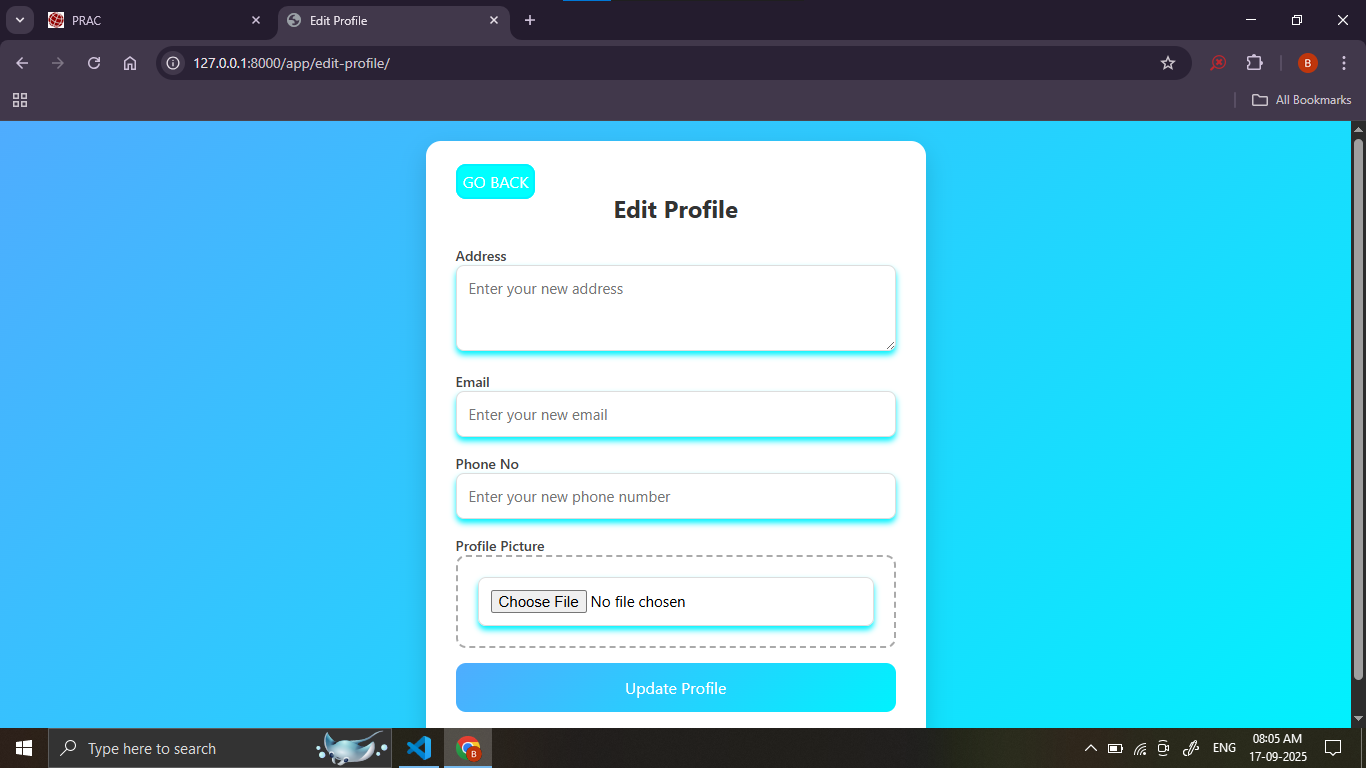 PRAC
Edit Profile
127.0.0.1:8000/app/edit-profile/
B
All Bookmarks
GO BACK
Edit Profile
Address
Enter your new address
Email
Enter your new email
Phone No
Enter your new phone number
Profile Picture
Choose File No file chosen
Update Profile
Type here to search
B
ENG
08:05 AM
17-09-2025